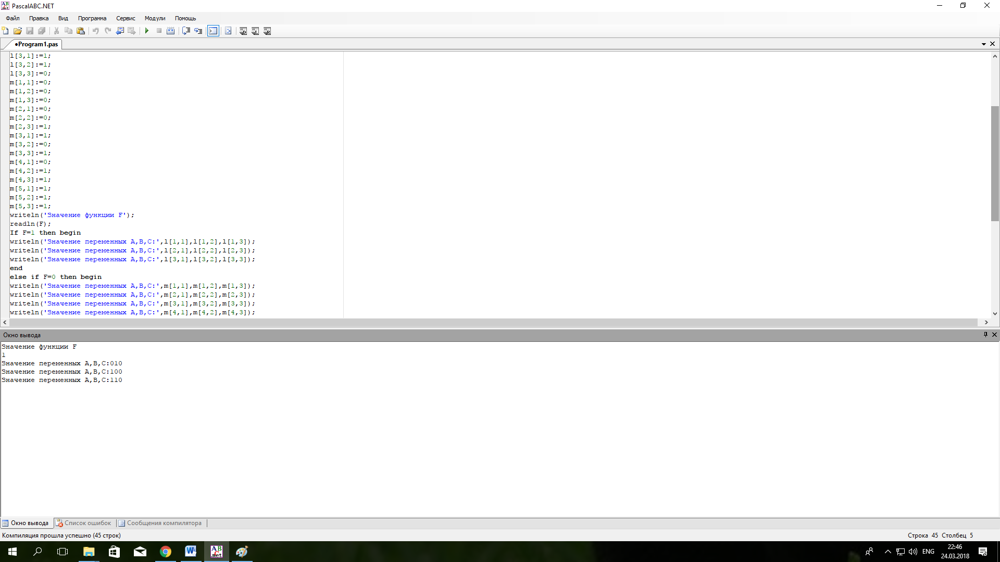 PascalABC.NET
Файл Правка Вид Программа Сервис Модули Помощь
•Program1.pas
l[3,1]:=1;
l[3,2]:=1;
l[3,3]:=0;
m[1,1]:=0;
m[1,2]:=0;
m[1,3]:=0;
m[2,1]:=0;
m[2,2]:=0;
m[2,3]:=1;
m[3,1]:=1;
m[3,2]:=0;
m[3,3]:=1;
m[4,1]:=0;
m[4,2]:=1;
m[4,3]:=1;
m[5,1]:=1;
m[5,2]:=1;
m[5,3]:=1;
writeln('Значение функции F');
readln(F);
If F=1 then begin
writeln('Значение переменных A,B,C:',l[1,1],l[1,2],l[1,3]);
writeln('Значение переменных A,B,C:',l[2,1],l[2,2],l[2,3]);
writeln('Значение переменных A,B,C:',l[3,1],l[3,2],l[3,3]);
end
else if F=0 then begin
writeln('Значение переменных A,B,C:',m[1,1],m[1,2],m[1,3]);
writeln('Значение переменных A,B,C:',m[2,1],m[2,2],m[2,3]);
writeln('Значение переменных A,B,C:',m[3,1],m[3,2],m[3,3]);
writeln('Значение переменных A,B,C:',m[4,1],m[4,2],m[4,3]);
Окно вывода
Значение функции F
1
Значение переменных A,B,C:010
Значение переменных A,B,C:100
Значение переменных A,B,C:110
Окно вывода Список ошибок Сообщения компилятора
Компиляция прошла успешно (45 строк) Строка 45 Столбец 5
ENG
22:46
24.03.2018